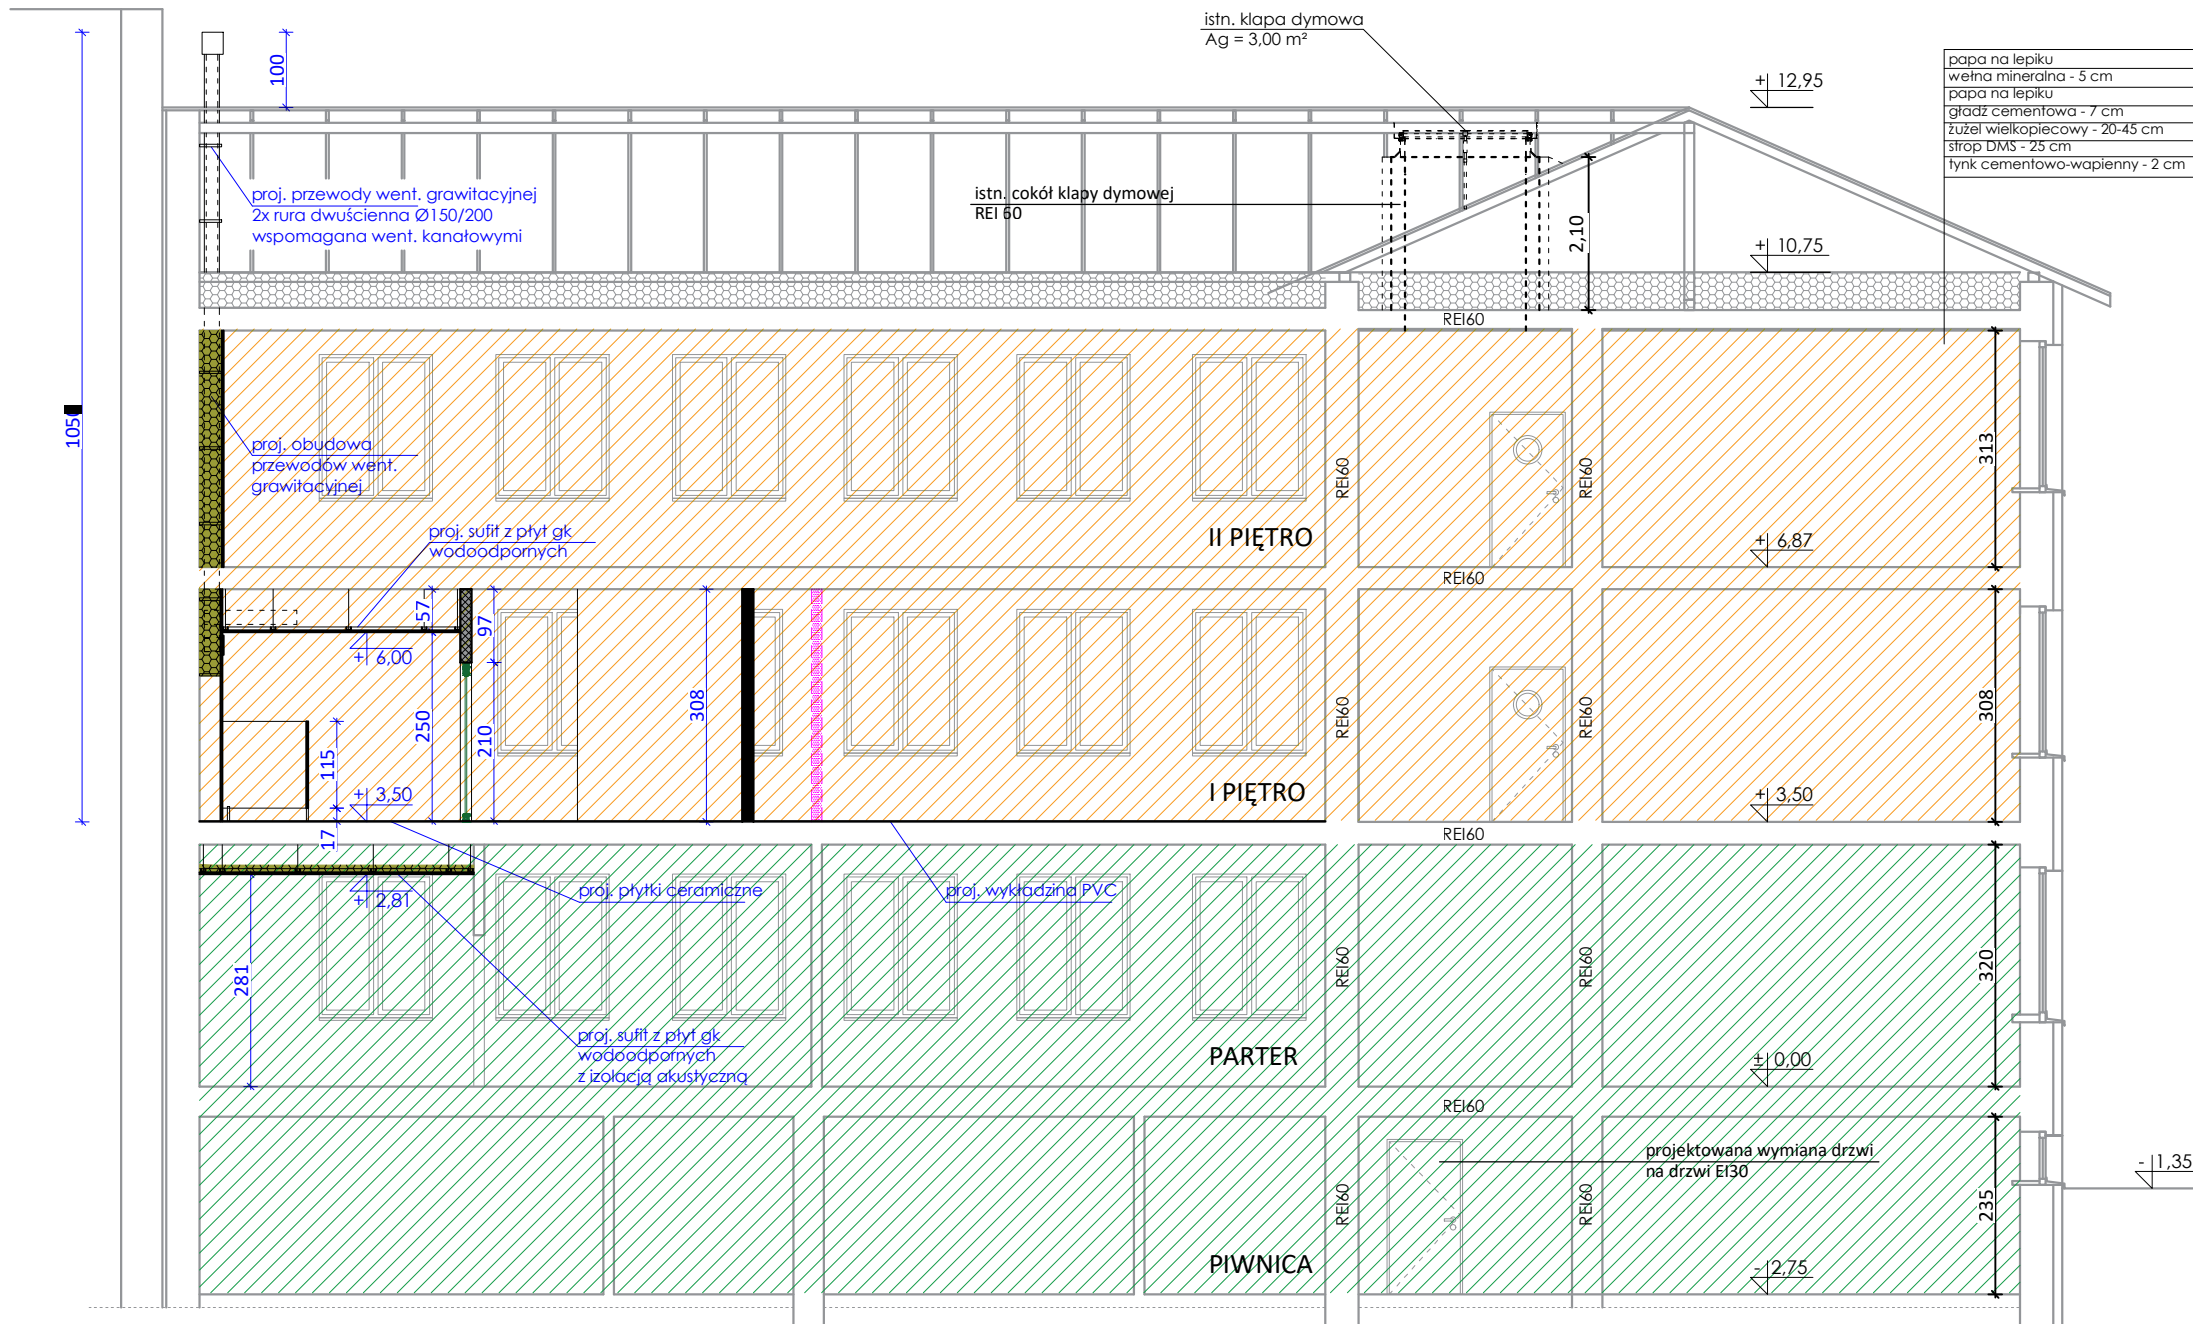 istn. klapa dymowa
Ag = 3,00 m²
100
+ 12,95
papa na lepiku
wełna mineralna - 5 cm
papa na lepiku
gładź cementowa - 7 cm
żużel wielkopiecowy - 20-45 cm
strop DMS - 25 cm
tynk cementowo-wapienny - 2 cm
proj. przewody went. grawitacyjnej
2x rura dwuścienna Ø150/200
wspomagana went. kanałowymi
istn. cokół klapy dymowej
REI 60
2,10
+ 10,75
REI60
1050
proj. obudowa
przewodów went.
grawitacyjnej
REI60
REI60
313
proj. sufit z płyt gk
wodoodpornych
II PIĘTRO
+ 6,87
REI60
57
97
+ 6,00
250
210
308
REI60
REI60
308
115
+ 3,50
I PIĘTRO
+ 3,50
17
REI60
+ 2,81
proj. płytki ceramiczne
proj. wykładzina PVC
281
REI60
REI60
320
proj. sufit z płyt gk
wodoodpornych
z izolacją akustyczną
PARTER
± 0,00
REI60
projektowana wymiana drzwi
na drzwi EI30
- 1,35
REI60
REI60
235
PIWNICA
- 2,75